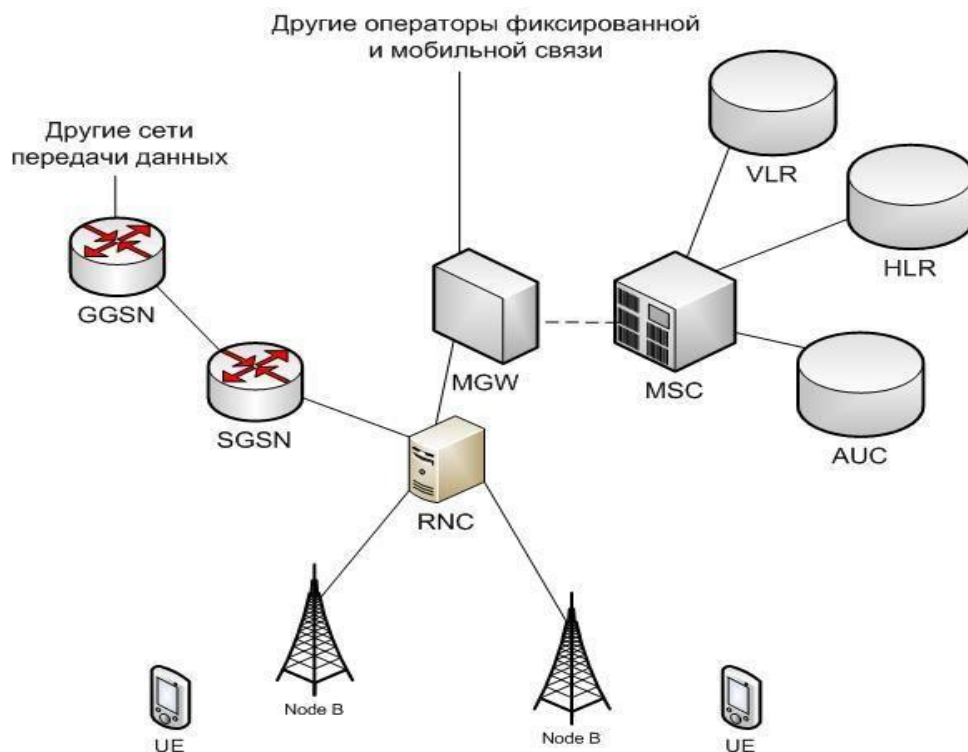 Другие операторы фиксированной
и мобильной связи
Другие сети
передачи данных
VLR
HLR
GGSN
MGW
MSC
SGSN
AUC
RNC
Node B
Node B
UE
UE